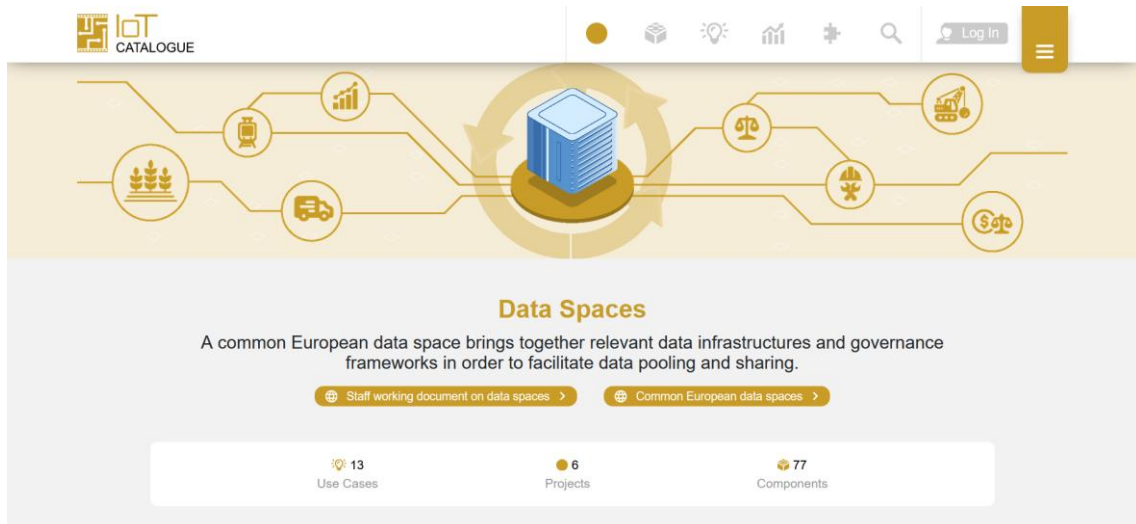 IoT
CATALOGUE
Log In
Data Spaces
A common European data space brings together relevant data infrastructures and governance
frameworks in order to facilitate data pooling and sharing.
Staff working document on data spaces
Common European data spaces
13
Use Cases
6
Projects
77
Components